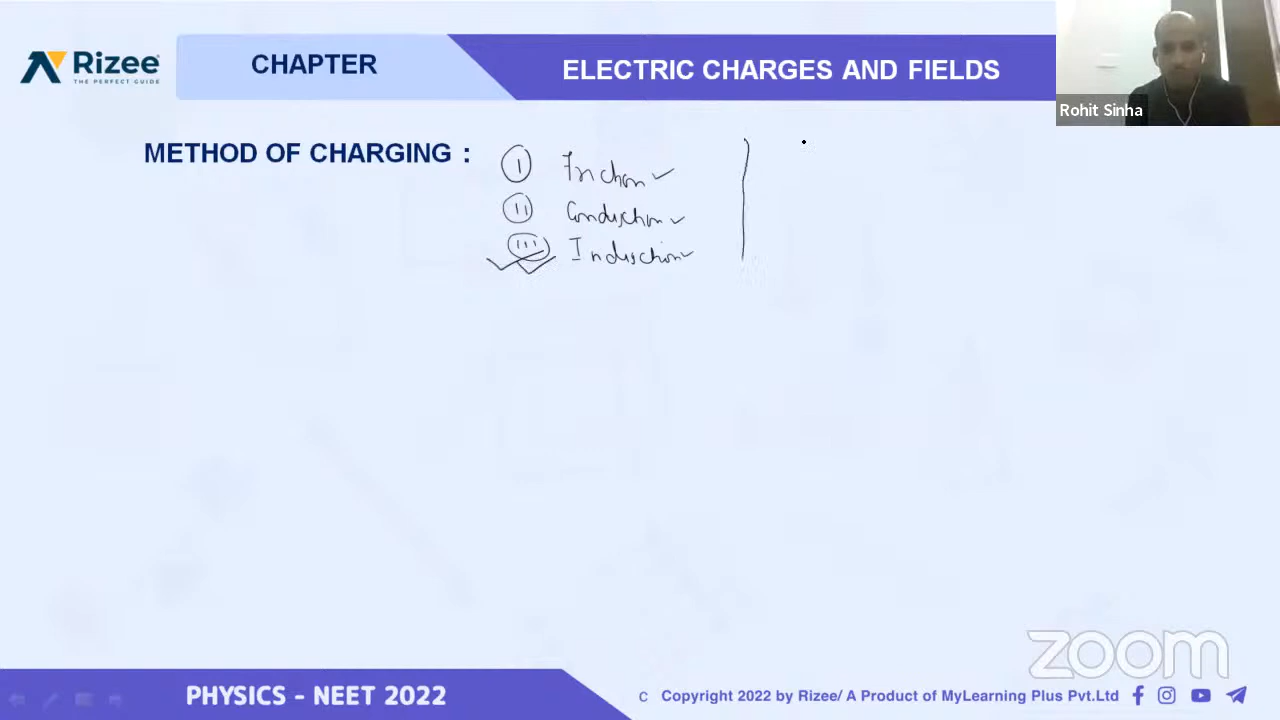 Rizee
THE PERFECT GUIDE
CHAPTER
ELECTRIC CHARGES AND FIELDS
Rohit Sinha
METHOD OF CHARGING :
I Friction
II Conduction
III Induction
zoom
PHYSICS - NEET 2022
C Copyright 2022 by Rizee/ A Product of MyLearning Plus Pvt.Ltd